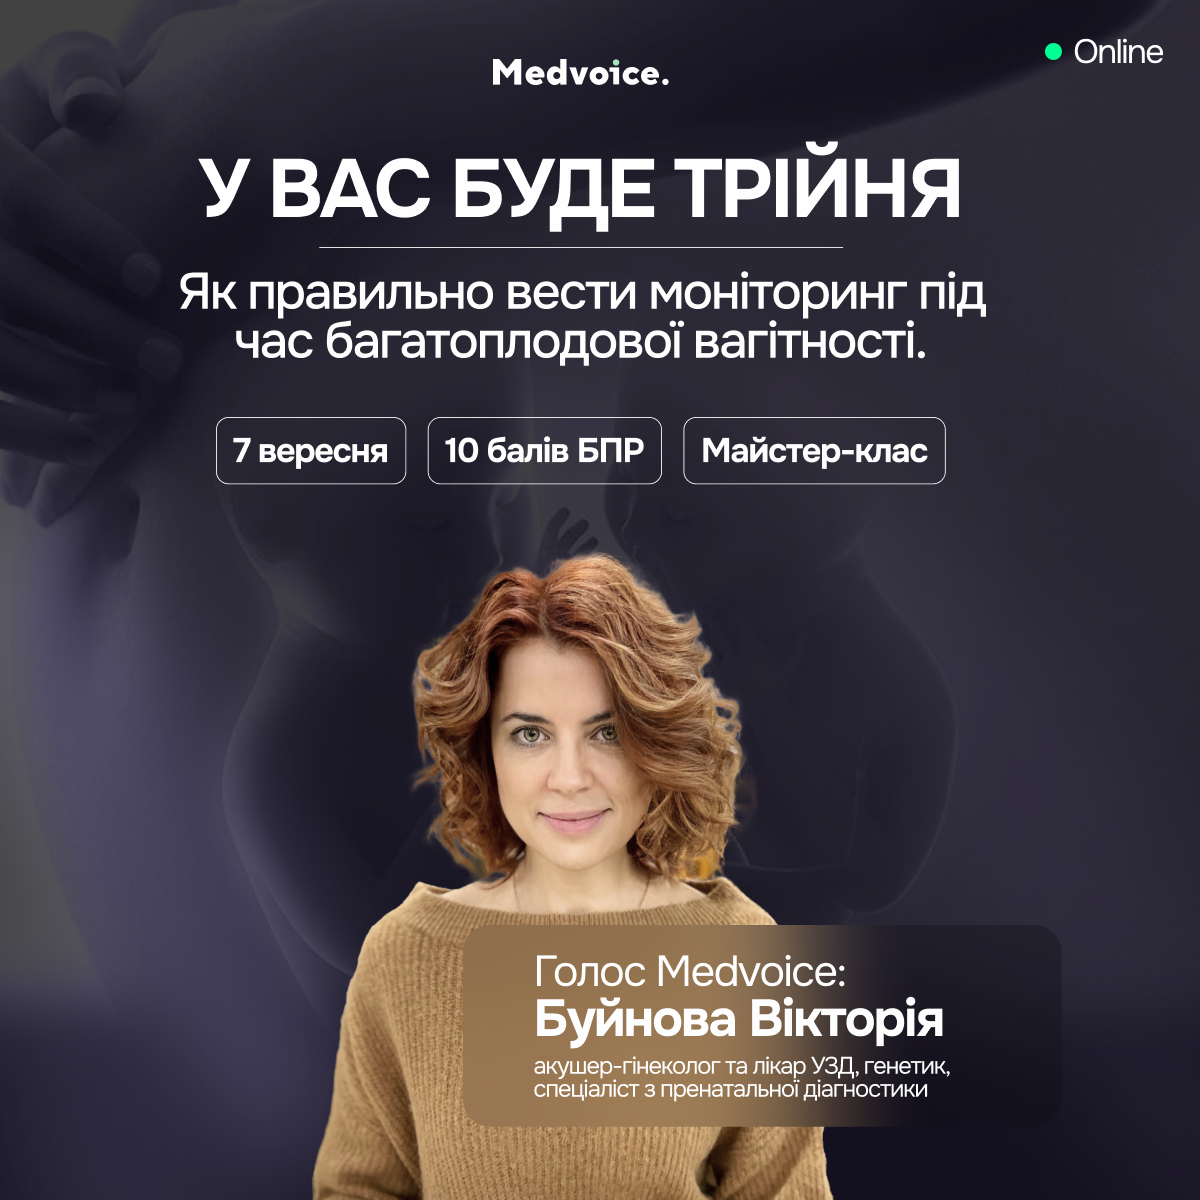 Medvoice.
Online
У ВАС БУДЕ ТРІЙНЯ
Як правильно вести моніторинг під
час багатоплодової вагітності.
7 вересня
10 балів БПР
Майстер-клас
Голос Medvoice:
Буйнова Вікторія
акушер-гінеколог та лікар УЗД, генетик,
спеціаліст з пренатальної діагностики